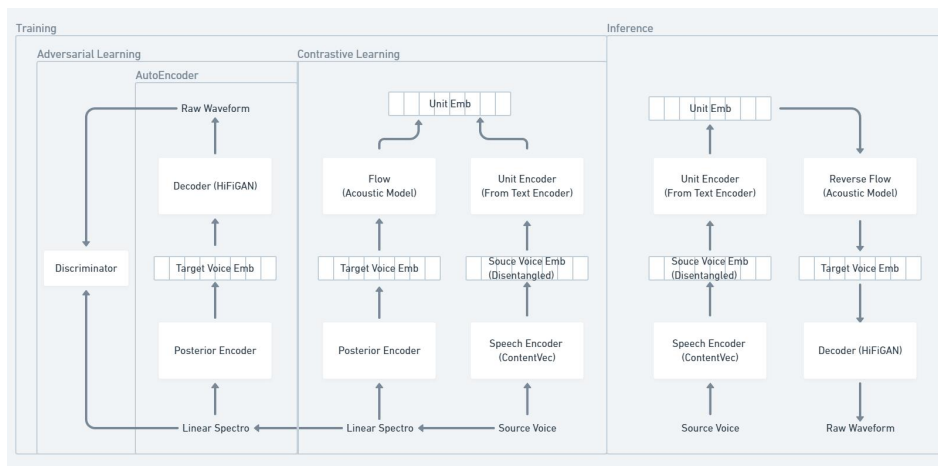 Training
Inference
Adversarial Learning
Contrastive Learning
AutoEncoder
Raw Waveform
Unit Emb
Unit Emb
Decoder (HiFiGAN)
Flow
(Acoustic Model)
Unit Encoder
(From Text Encoder)
Unit Encoder
(From Text Encoder)
Reverse Flow
(Acoustic Model)
Discriminator
Target Voice Emb
Target Voice Emb
Souce Voice Emb
(Disentangled)
Souce Voice Emb
(Disentangled)
Target Voice Emb
Posterior Encoder
Posterior Encoder
Speech Encoder
(ContentVec)
Speech Encoder
(ContentVec)
Decoder (HiFiGAN)
Linear Spectro
Linear Spectro
Source Voice
Source Voice
Raw Waveform